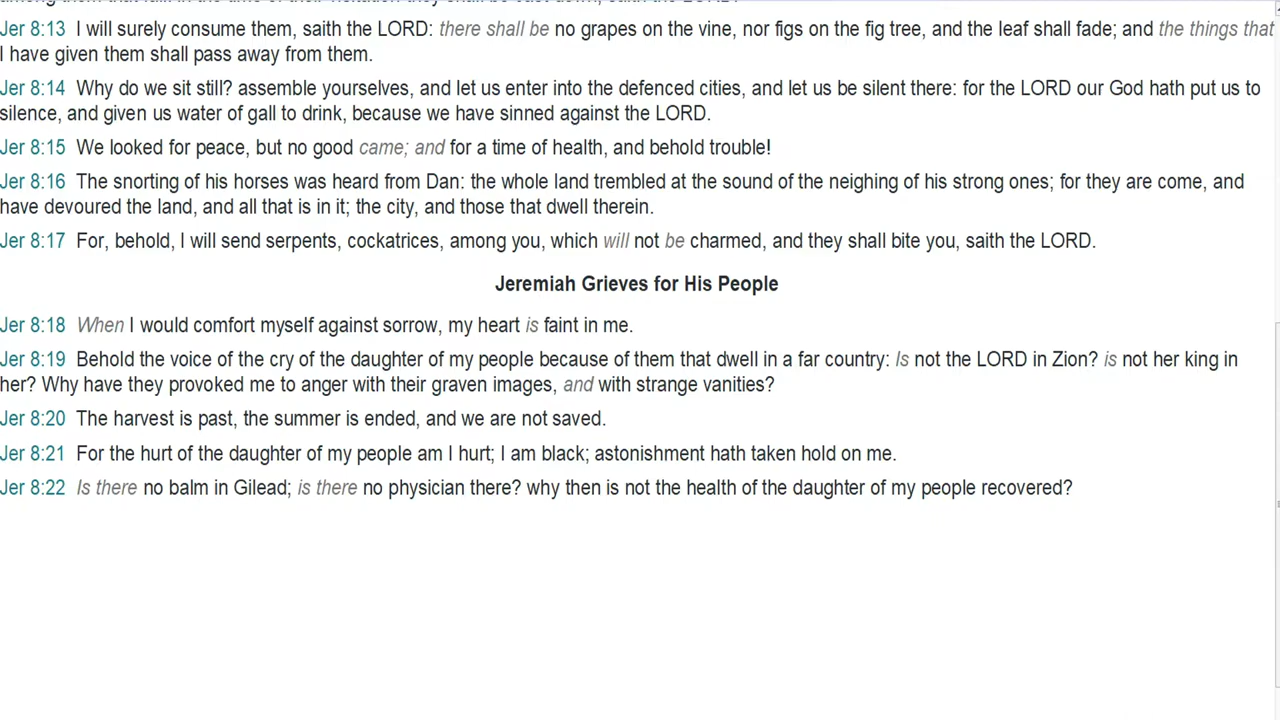 Jer 8:13 I will surely consume them, saith the LORD: there shall be no grapes on the vine, nor figs on the fig tree, and the leaf shall fade; and the things that
I have given them shall pass away from them.
Jer 8:14 Why do we sit still? assemble yourselves, and let us enter into the defenced cities, and let us be silent there: for the LORD our God hath put us to
silence, and given us water of gall to drink, because we have sinned against the LORD.
Jer 8:15 We looked for peace, but no good came; and for a time of health, and behold trouble!
Jer 8:16 The snorting of his horses was heard from Dan: the whole land trembled at the sound of the neighing of his strong ones; for they are come, and
have devoured the land, and all that is in it; the city, and those that dwell therein.
Jer 8:17 For, behold, I will send serpents, cockatrices, among you, which will not be charmed, and they shall bite you, saith the LORD.
Jeremiah Grieves for His People
Jer 8:18 When I would comfort myself against sorrow, my heart is faint in me.
Jer 8:19 Behold the voice of the cry of the daughter of my people because of them that dwell in a far country: Is not the LORD in Zion? is not her king in
her? Why have they provoked me to anger with their graven images, and with strange vanities?
Jer 8:20 The harvest is past, the summer is ended, and we are not saved.
Jer 8:21 For the hurt of the daughter of my people am I hurt; I am black; astonishment hath taken hold on me.
Jer 8:22 Is there no balm in Gilead; is there no physician there? why then is not the health of the daughter of my people recovered?